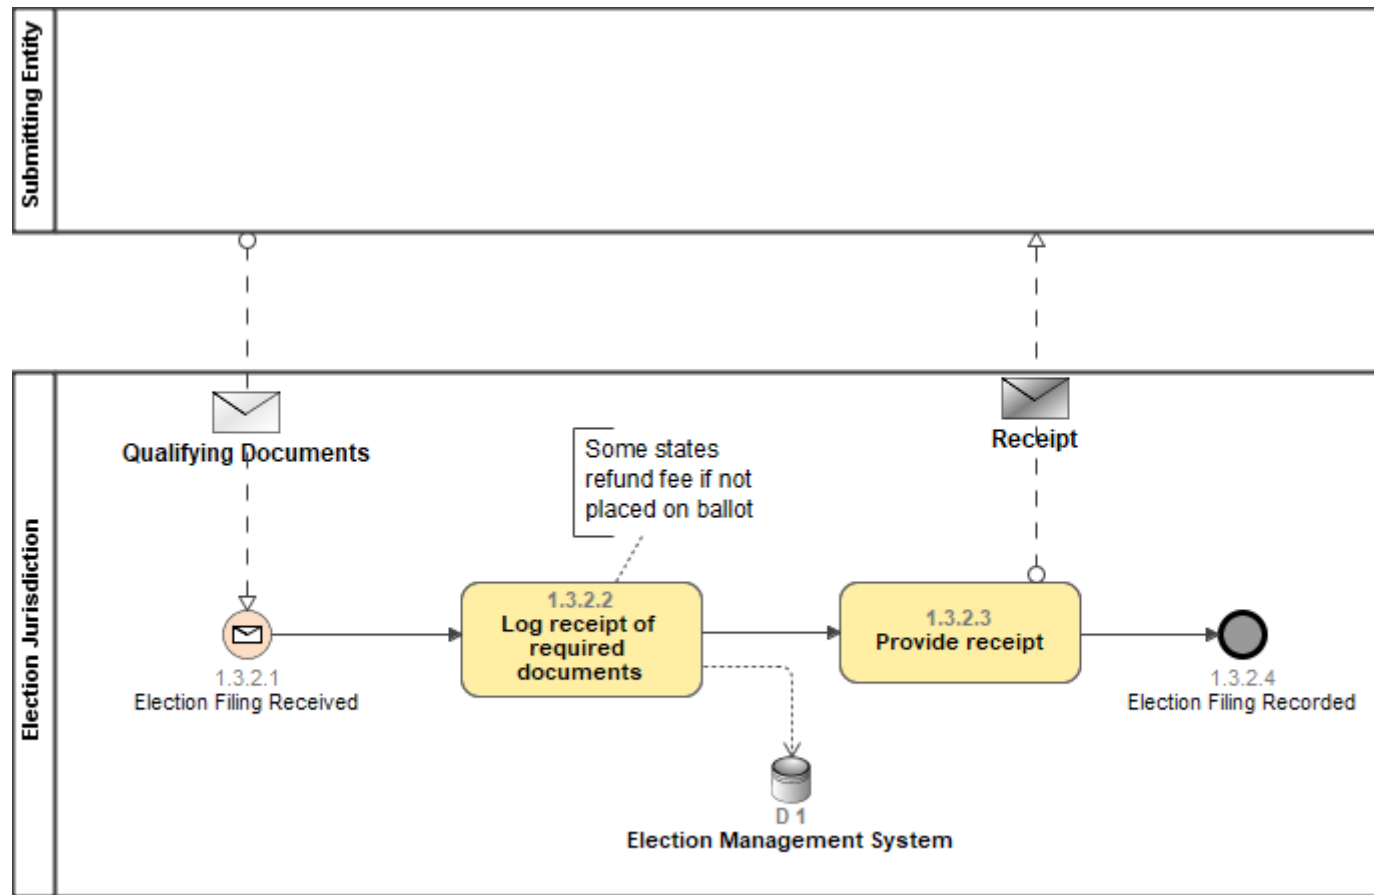 Submitting Entity
Election Jurisdiction
Qualifying Documents
Receipt
Some states
refund fee if not
placed on ballot
1.3.2.1
Election Filing Received
1.3.2.2
Log receipt of
required
documents
1.3.2.3
Provide receipt
1.3.2.4
Election Filing Recorded
D 1
Election Management System